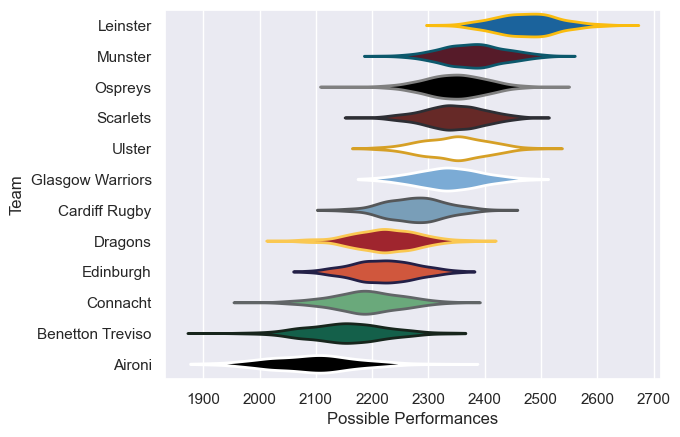 Leinster
Munster
Ospreys
Scarlets
Ulster
Glasgow Warriors
Cardiff Rugby
Dragons
Edinburgh
Connacht
Benetton Treviso
Aironi
Team
1900 2000 2100 2200 2300 2400 2500 2600 2700
Possible Performances